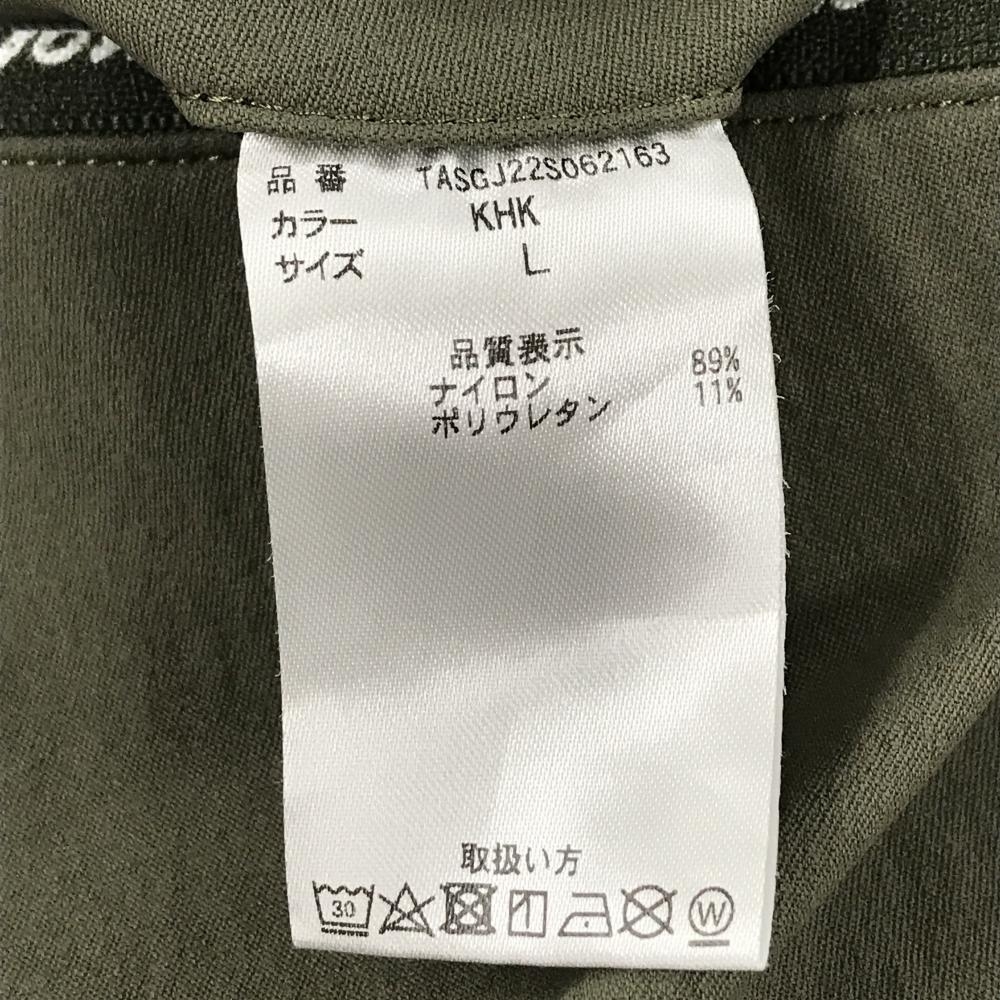 品番 TASGJ22S062163
カラー KHK
サイズ L
品質表示
ナイロン 89%
ポリウレタン 11%
取扱い方
30 W